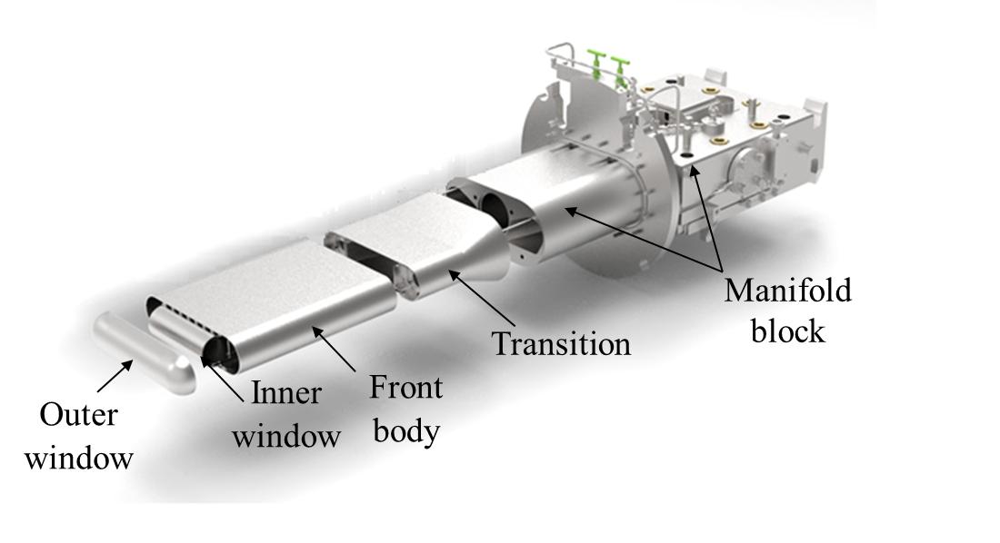 Manifold
block
Transition
Front
body
Inner
window
Outer
window